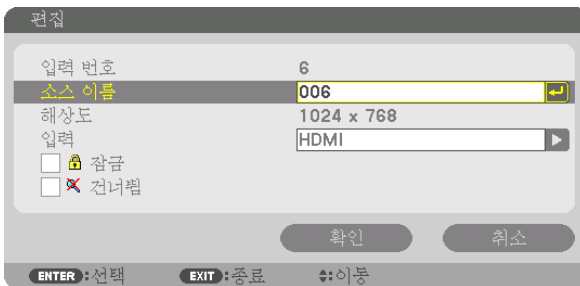 편집
입력 번호 6
소스 이름 006
해상도 1024 x 768
입력 HDMI
잠금
건너뜀
확인 취소
ENTER :선택 EXIT :종료 :이동